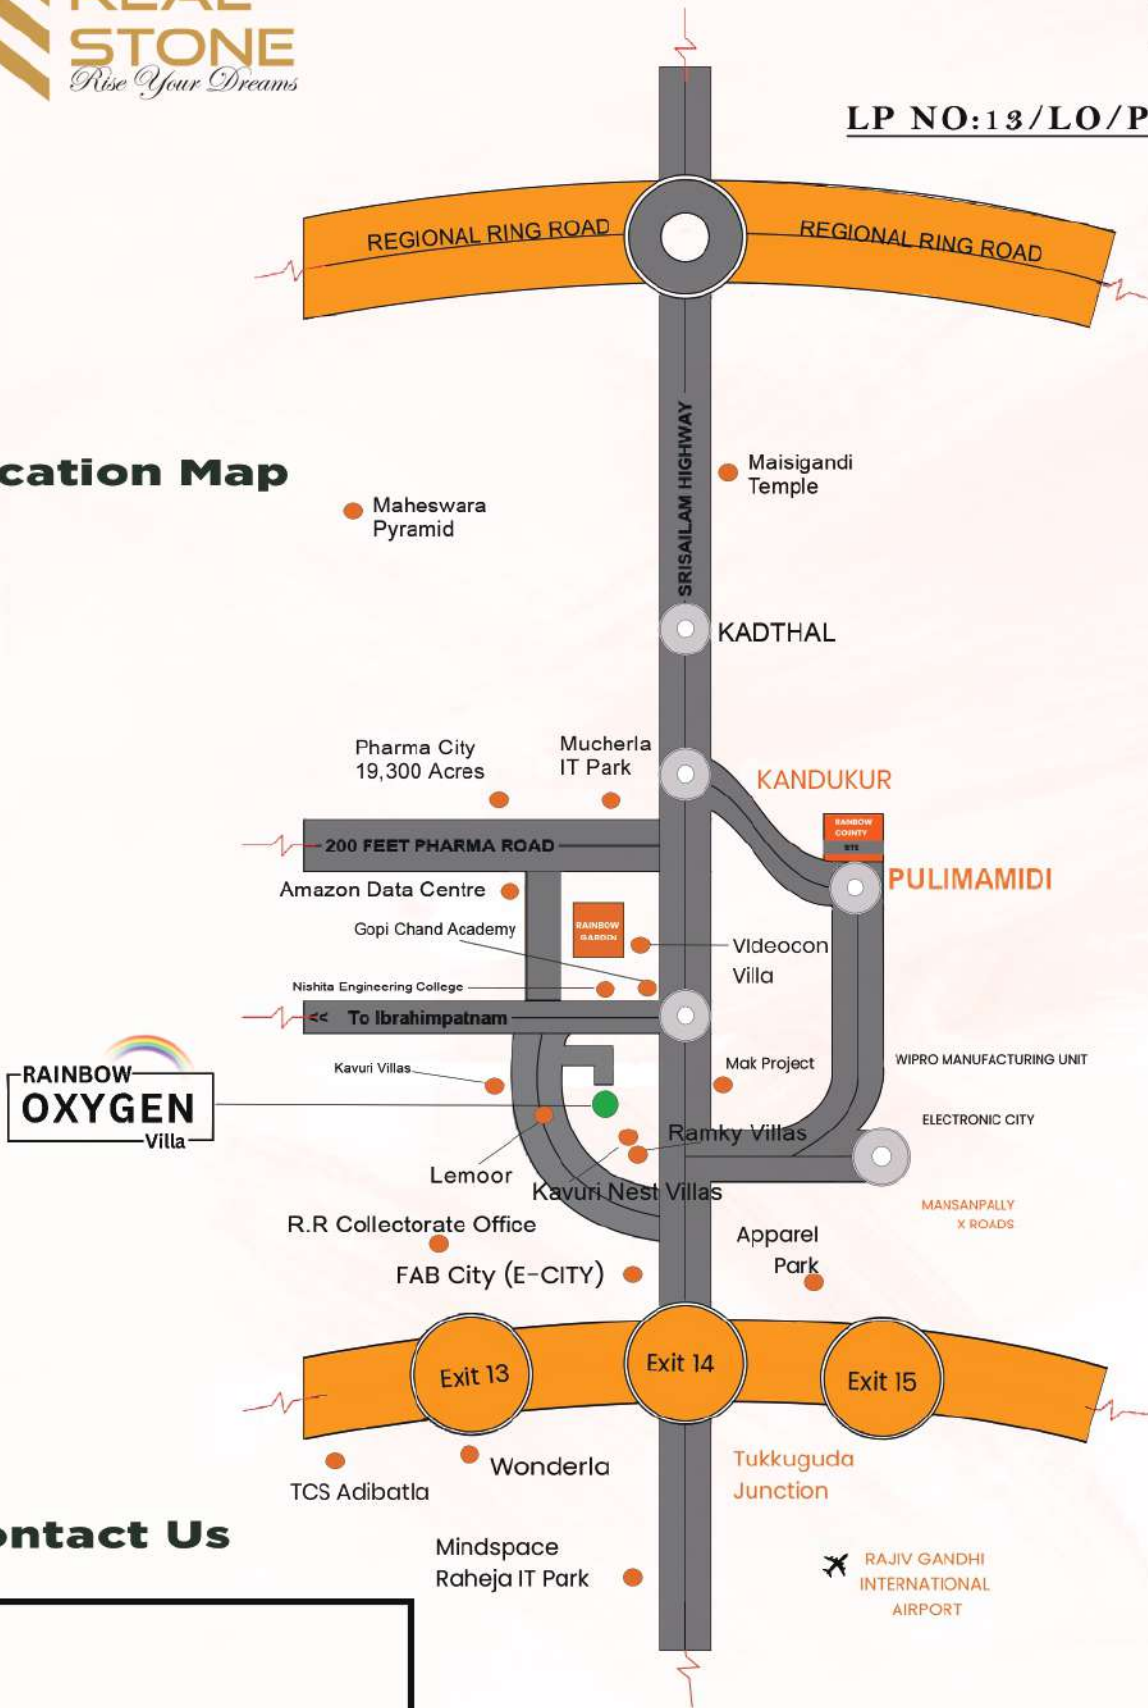 STONE
Rise Your Dreams
LP NO:13/LO/P
REGIONAL RING ROAD
REGIONAL RING ROAD
SRISAILAM HIGHWAY
Maisigandi
Temple
cation Map
Maheswara
Pyramid
KADTHAL
Pharma City
19,300 Acres
Mucherla
IT Park
KANDUKUR
RAINBOW
COUNTY
SITE
PULIMAMIDI
200 FEET PHARMA ROAD
Amazon Data Centre
RAINBOW
GARDEN
Gopi Chand Academy
VIdeocon
Villa
Nishita Engineering College
<< To Ibrahimpatnam
RAINBOW
OXYGEN
Villa
Kavuri Villas
Mak Project
WIPRO MANUFACTURING UNIT
ELECTRONIC CITY
Ramky Villas
Lemoor
Kavuri Nest Villas
MANSANPALLY
X ROADS
R.R Collectorate Office
Apparel
Park
FAB City (E-CITY)
Exit 13
Exit 14
Exit 15
TCS Adibatla
Wonderla
Tukkuguda
Junction
ontact Us
Mindspace
Raheja IT Park
RAJIV GANDHI
INTERNATIONAL
AIRPORT